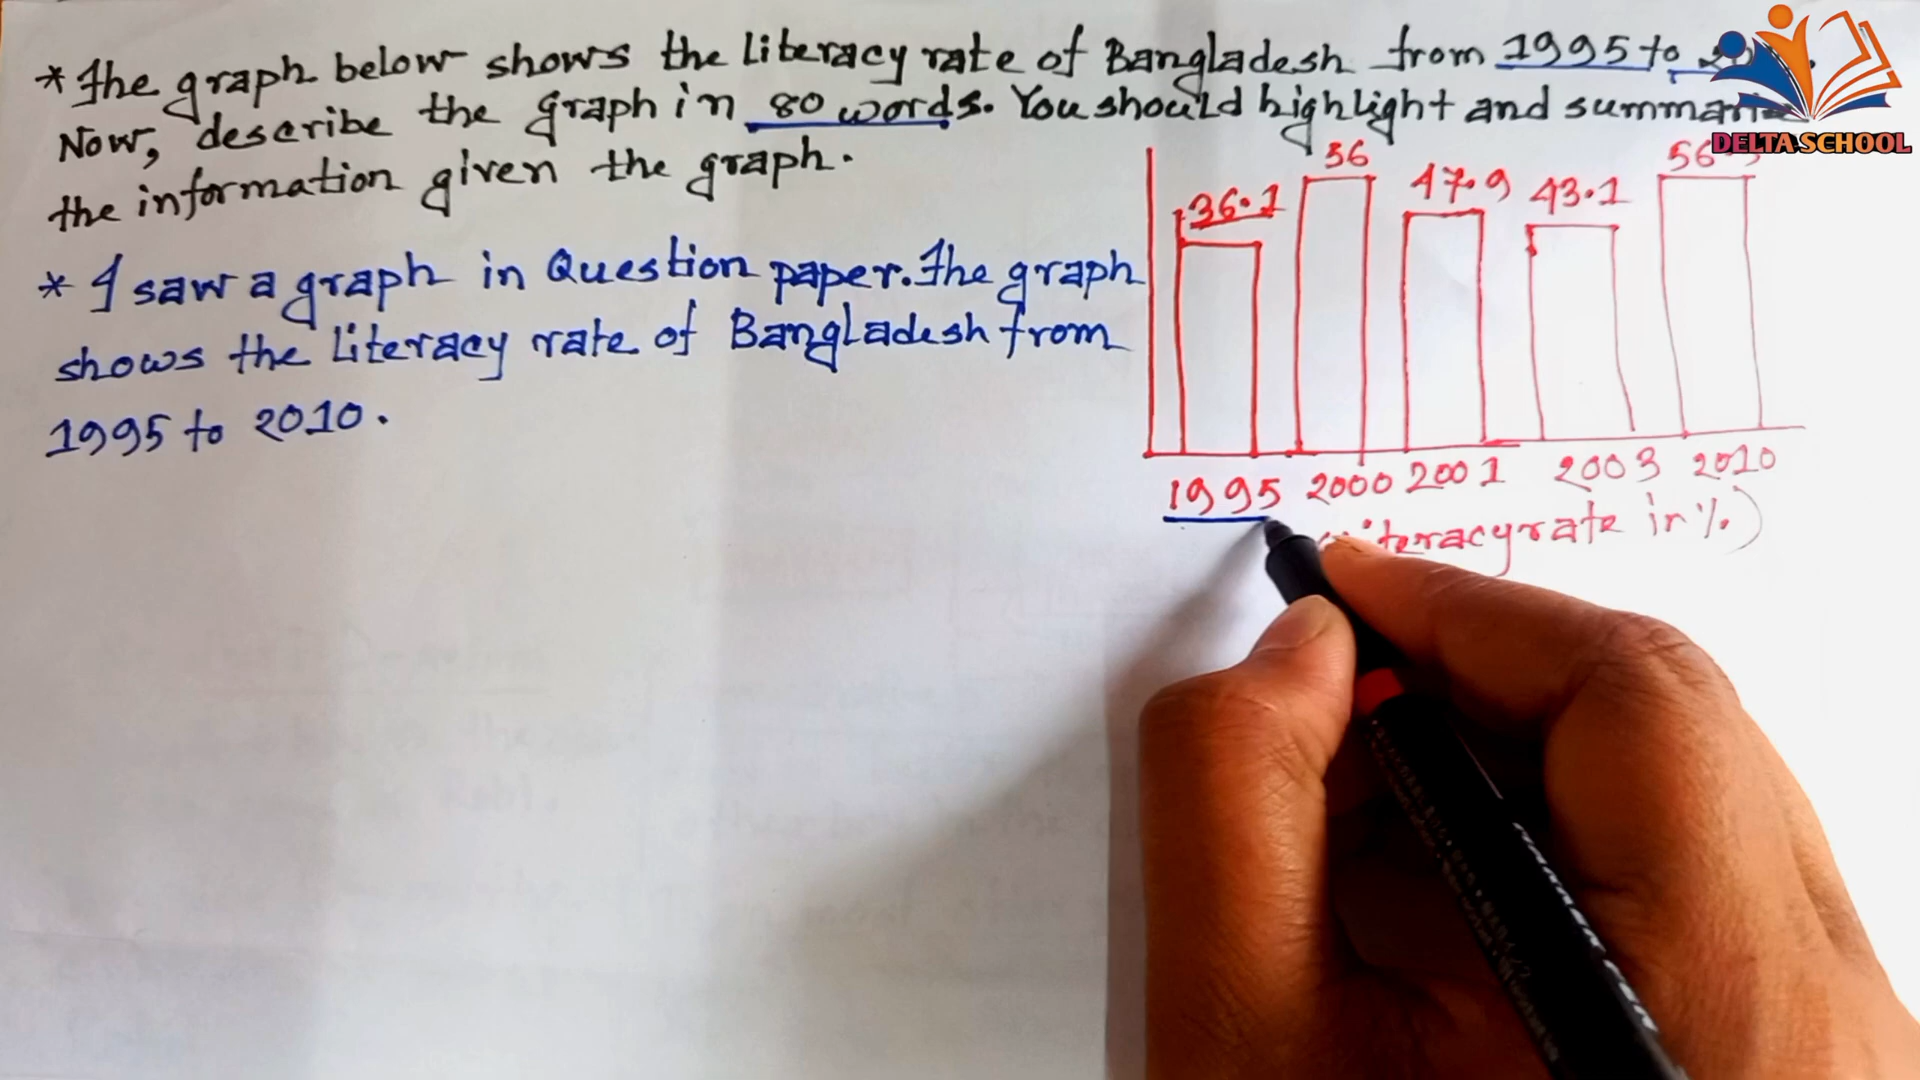 *The graph below shows the literacy rate of Bangladesh from 1995 to
Now, describe the graph in 80 words. You should highlight and
the information given the graph.
DELTA SCHOOL
36.1
56
47.9
43.1
* I saw a graph in Question paper. The graph
shows the literacy rate of Bangladesh from
1995 to 2010.
1995 2000 2001 2003 2010
rate in %)